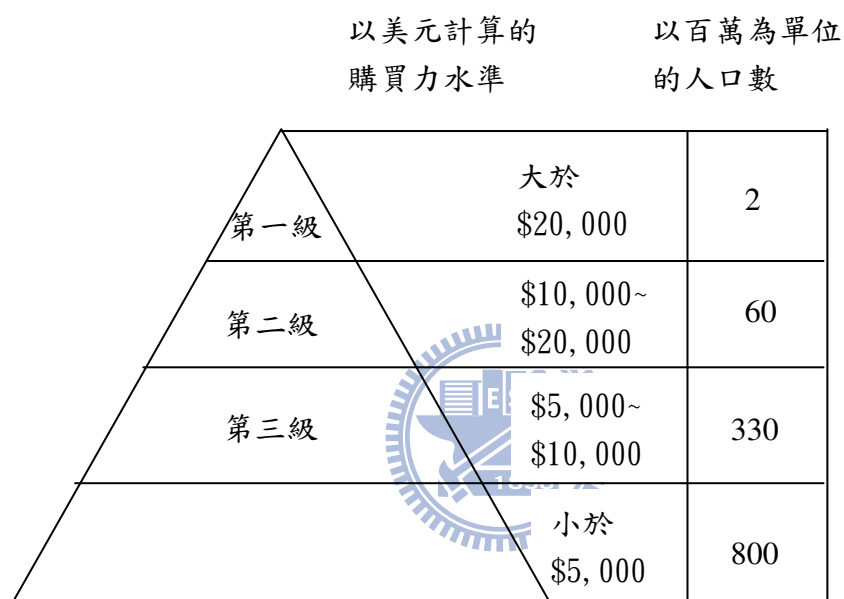 以美元計算的
購買力水準
以百萬為單位
的人口數
第一級
大於
$20,000
2
第二級
$10,000~
$20,000
60
第三級
$5,000~
$10,000
330
小於
$5,000
800